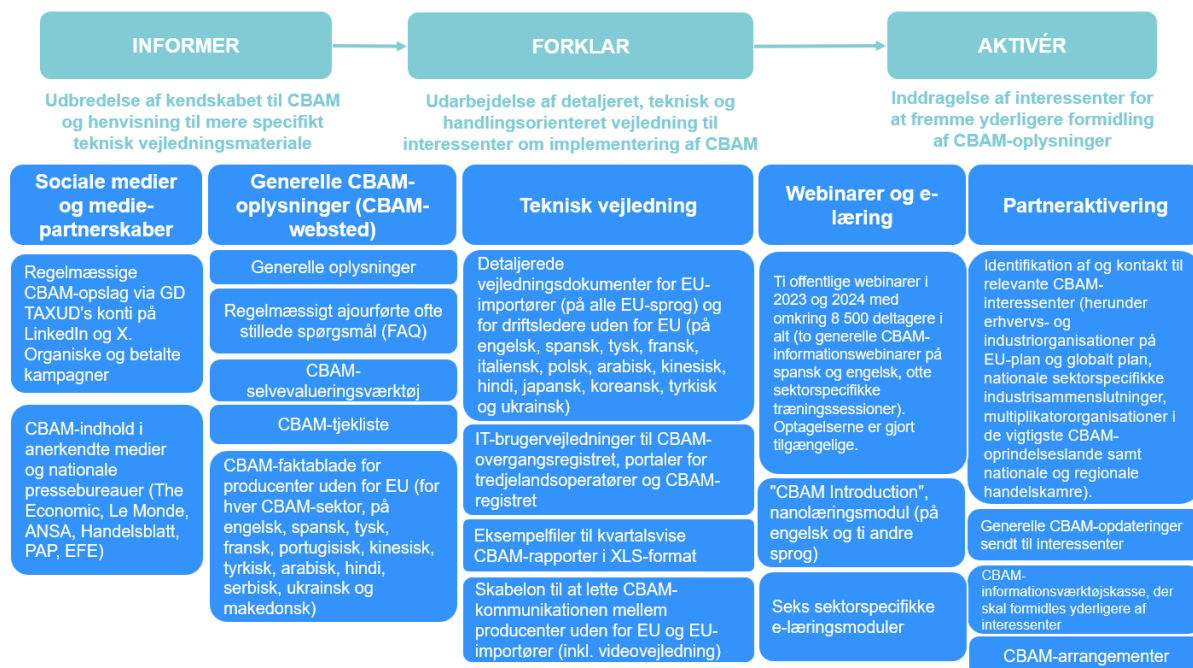 INFORMER
FORKLAR
AKTIVÉR
Udbredelse af kendskabet til CBAM
og henvisning til mere specifikt
teknisk vejledningsmateriale
Udarbejdelse af detaljeret, teknisk og
handlingsorienteret vejledning til
interessenter om implementering af CBAM
Inddragelse af interessenter for
at fremme yderligere formidling
af CBAM-oplysninger
Sociale medier
og medie-
partnerskaber
Regelmæssige
CBAM-opslag via GD
TAXUD's konti på
LinkedIn og X.
Organiske og betalte
kampagner
CBAM-indhold i
anerkendte medier
og nationale
pressebureauer (The
Economic, Le Monde,
ANSA, Handelsblatt,
PAP, EFE)
Generelle CBAM-
oplysninger (CBAM-
websted)
Generelle oplysninger
Regelmæssigt ajourførte ofte
stillede spørgsmål (FAQ)
CBAM-
selvevalueringsværktøj
CBAM-tjekliste
CBAM-faktablade for
producenter uden for EU (for
hver CBAM-sektor, på
engelsk, spansk, tysk,
fransk, portugisisk, kinesisk,
tyrkisk, arabisk, hindi,
serbisk, ukrainsk og
makedonsk)
Teknisk vejledning
Detaljerede
vejledningsdokumenter for EU-
importører (på alle EU-sprog) og
for driftsledere uden for EU (på
engelsk, spansk, tysk, fransk,
italiensk, polsk, arabisk, kinesisk,
hindi, japansk, koreansk, tyrkisk
og ukrainsk)
IT-brugervejledninger til CBAM-
overgangsregistret, portaler for
tredjelandsoperatører og CBAM-
registret
Eksempelfiler til kvartalsvise
CBAM-rapporter i XLS-format
Skabelon til at lette CBAM-
kommunikationen mellem
producenter uden for EU og EU-
importører (inkl. videovejledning)
Webinarer og e-
læring
Ti offentlige webinarer i
2023 og 2024 med
omkring 8 500 deltagere i
alt (to generelle CBAM-
informationswebinarer på
spansk og engelsk, otte
sektorspecifikke
træningssessioner).
Optagelserne er gjort
tilgængelige.
"CBAM Introduction",
nanolæringsmodul (på
engelsk og ti andre
sprog)
Seks sektorspecifikke
e-læringsmoduler
Partneraktivering
Identifikation af og kontakt til
relevante CBAM-
interessenter (herunder
erhvervs- og
industriorganisationer på
EU-plan og globalt plan,
nationale sektorspecifikke
industrisammenslutninger,
multiplikatororganisationer i
de vigtigste CBAM-
oprindelseslande samt
nationale og regionale
handelskamre).
Generelle CBAM-opdateringer
sendt til interessenter
CBAM-
informationsværktøjskasse, der
skal formidles yderligere af
interessenter
CBAM-arrangementer